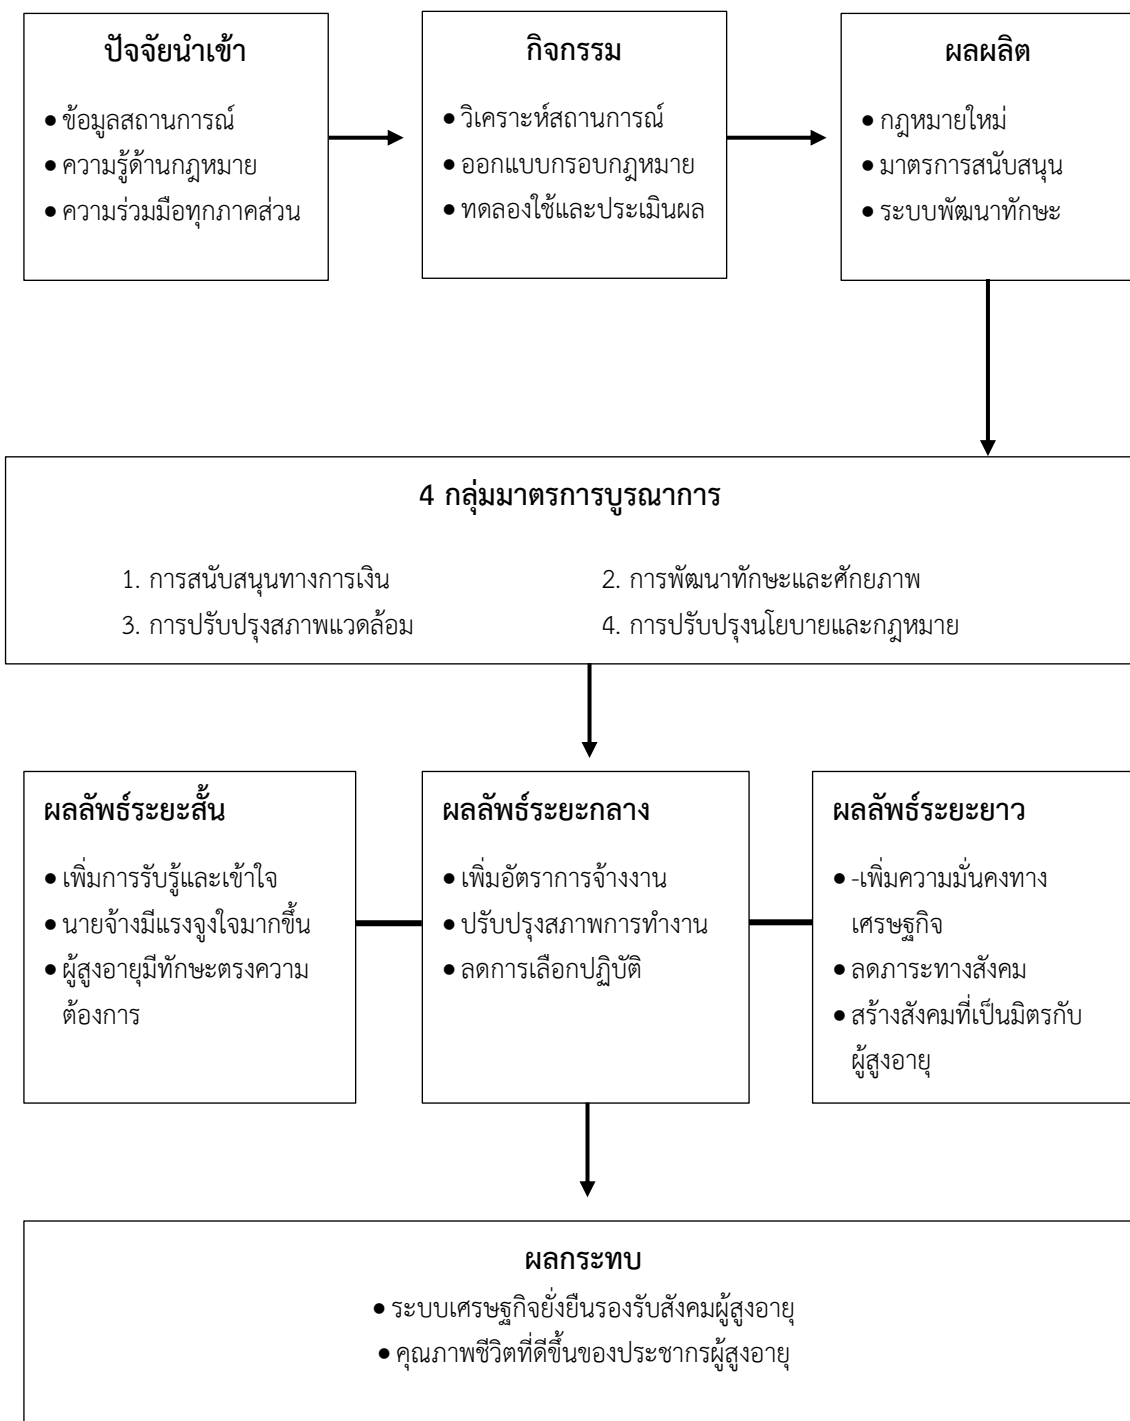 ปัจจัยนำเข้า
● ข้อมูลสถานการณ์
● ความรู้ด้านกฎหมาย
● ความร่วมมือทุกภาคส่วน
กิจกรรม
● วิเคราะห์สถานการณ์
● ออกแบบกรอบกฎหมาย
● ทดลองใช้และประเมินผล
ผลผลิต
● กฎหมายใหม่
● มาตรการสนับสนุน
● ระบบพัฒนาทักษะ
4 กลุ่มมาตรการบูรณาการ
1. การสนับสนุนทางการเงิน
2. การพัฒนาทักษะและศักยภาพ
3. การปรับปรุงสภาพแวดล้อม
4. การปรับปรุงนโยบายและกฎหมาย
ผลลัพธ์ระยะสั้น
● เพิ่มการรับรู้และเข้าใจ
● นายจ้างมีแรงจูงใจมากขึ้น
● ผู้สูงอายุมีทักษะตรงความ
ต้องการ
ผลลัพธ์ระยะกลาง
● เพิ่มอัตราการจ้างงาน
● ปรับปรุงสภาพการทำงาน
● ลดการเลือกปฏิบัติ
ผลลัพธ์ระยะยาว
● -เพิ่มความมั่นคงทาง
เศรษฐกิจ
● ลดภาระทางสังคม
● สร้างสังคมที่เป็นมิตรกับ
ผู้สูงอายุ
ผลกระทบ
● ระบบเศรษฐกิจยั่งยืนรองรับสังคมผู้สูงอายุ
● คุณภาพชีวิตที่ดีขึ้นของประชากรผู้สูงอายุ